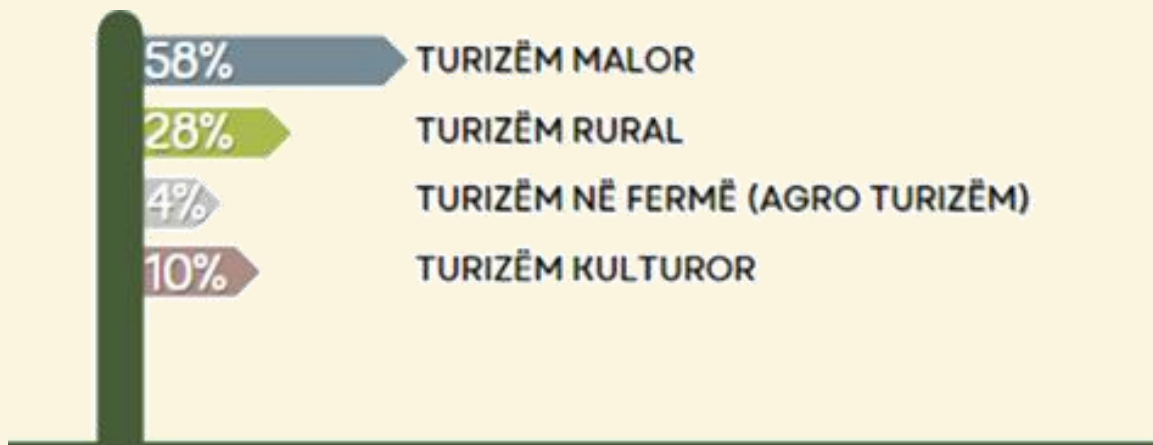 58% TURIZËM MALOR
28% TURIZËM RURAL
4% TURIZËM NË FERMË (AGRO TURIZËM)
10% TURIZËM KULTUROR